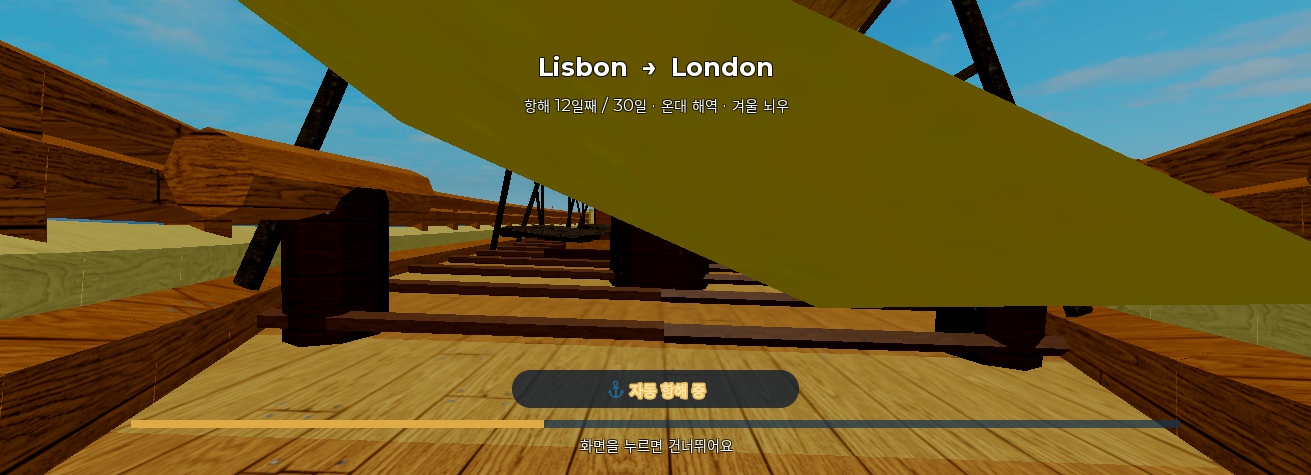 Lisbon → London
항해 12일째 / 30일 · 온대 해역 · 겨울 뇌우
⚓ 자동 항해 중
화면을 누르면 건너뛰어요